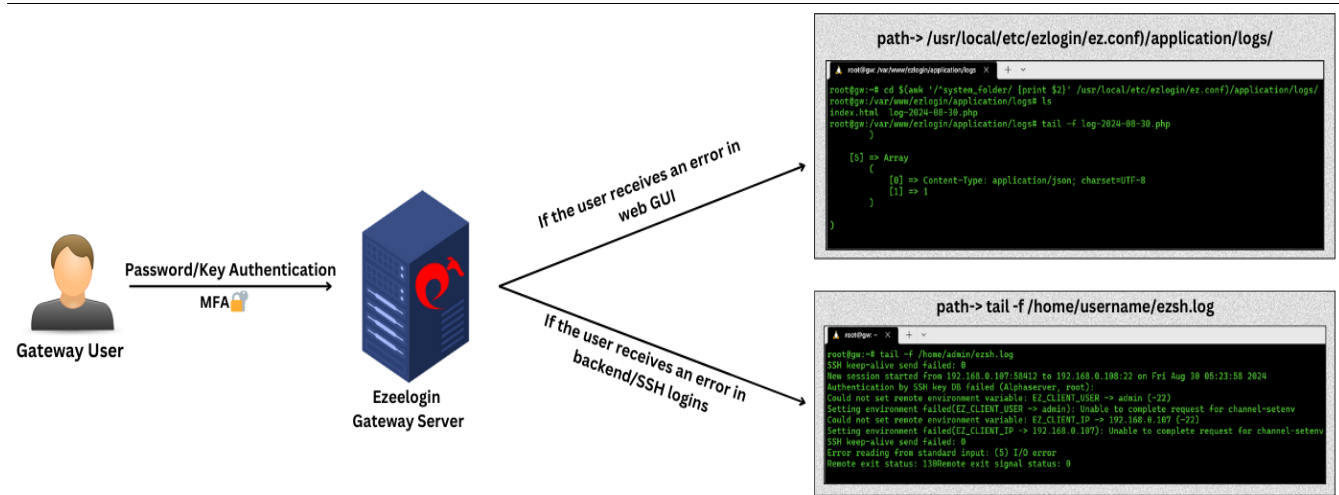 path-> /usr/local/etc/ezlogin/ez.conf)/application/logs/
root@gw: /var/www/ezlogin/application/logs
root@gw:~# cd $(awk '/^system_folder/ {print $2}' /usr/local/etc/ezlogin/ez.conf)/application/logs/
root@gw:/var/www/ezlogin/application/logs# ls
index.html log-2024-08-30.php
root@gw:/var/www/ezlogin/application/logs# tail -f log-2024-08-30.php
)
[5] => Array
(
[0] => Content-Type: application/json; charset=UTF-8
[1] => 1
)
)
If the user receives an error in
web GUI
Password/Key Authentication
MFA
Gateway User
Ezeelogin
Gateway Server
If the user receives an error in
backend/SSH logins
path-> tail -f /home/username/ezsh.log
root@gw: ~
root@gw:~# tail -f /home/admin/ezsh.log
SSH keep-alive send failed: 0
New session started from 192.168.0.107:58412 to 192.168.0.108:22 on Fri Aug 30 05:23:58 2024
Authentication by SSH key DB failed (Alphaserver, root):
Could not set remote environment variable: EZ_CLIENT_USER -> admin (-22)
Setting environment failed(EZ_CLIENT_USER -> admin): Unable to complete request for channel-setenv
Could not set remote environment variable: EZ_CLIENT_IP -> 192.168.0.107 (-22)
Setting environment failed(EZ_CLIENT_IP -> 192.168.0.107): Unable to complete request for channel-setenv
SSH keep-alive send failed: 0
Error reading from standard input: (5) I/O error
Remote exit status: 130Remote exit signal status: 0